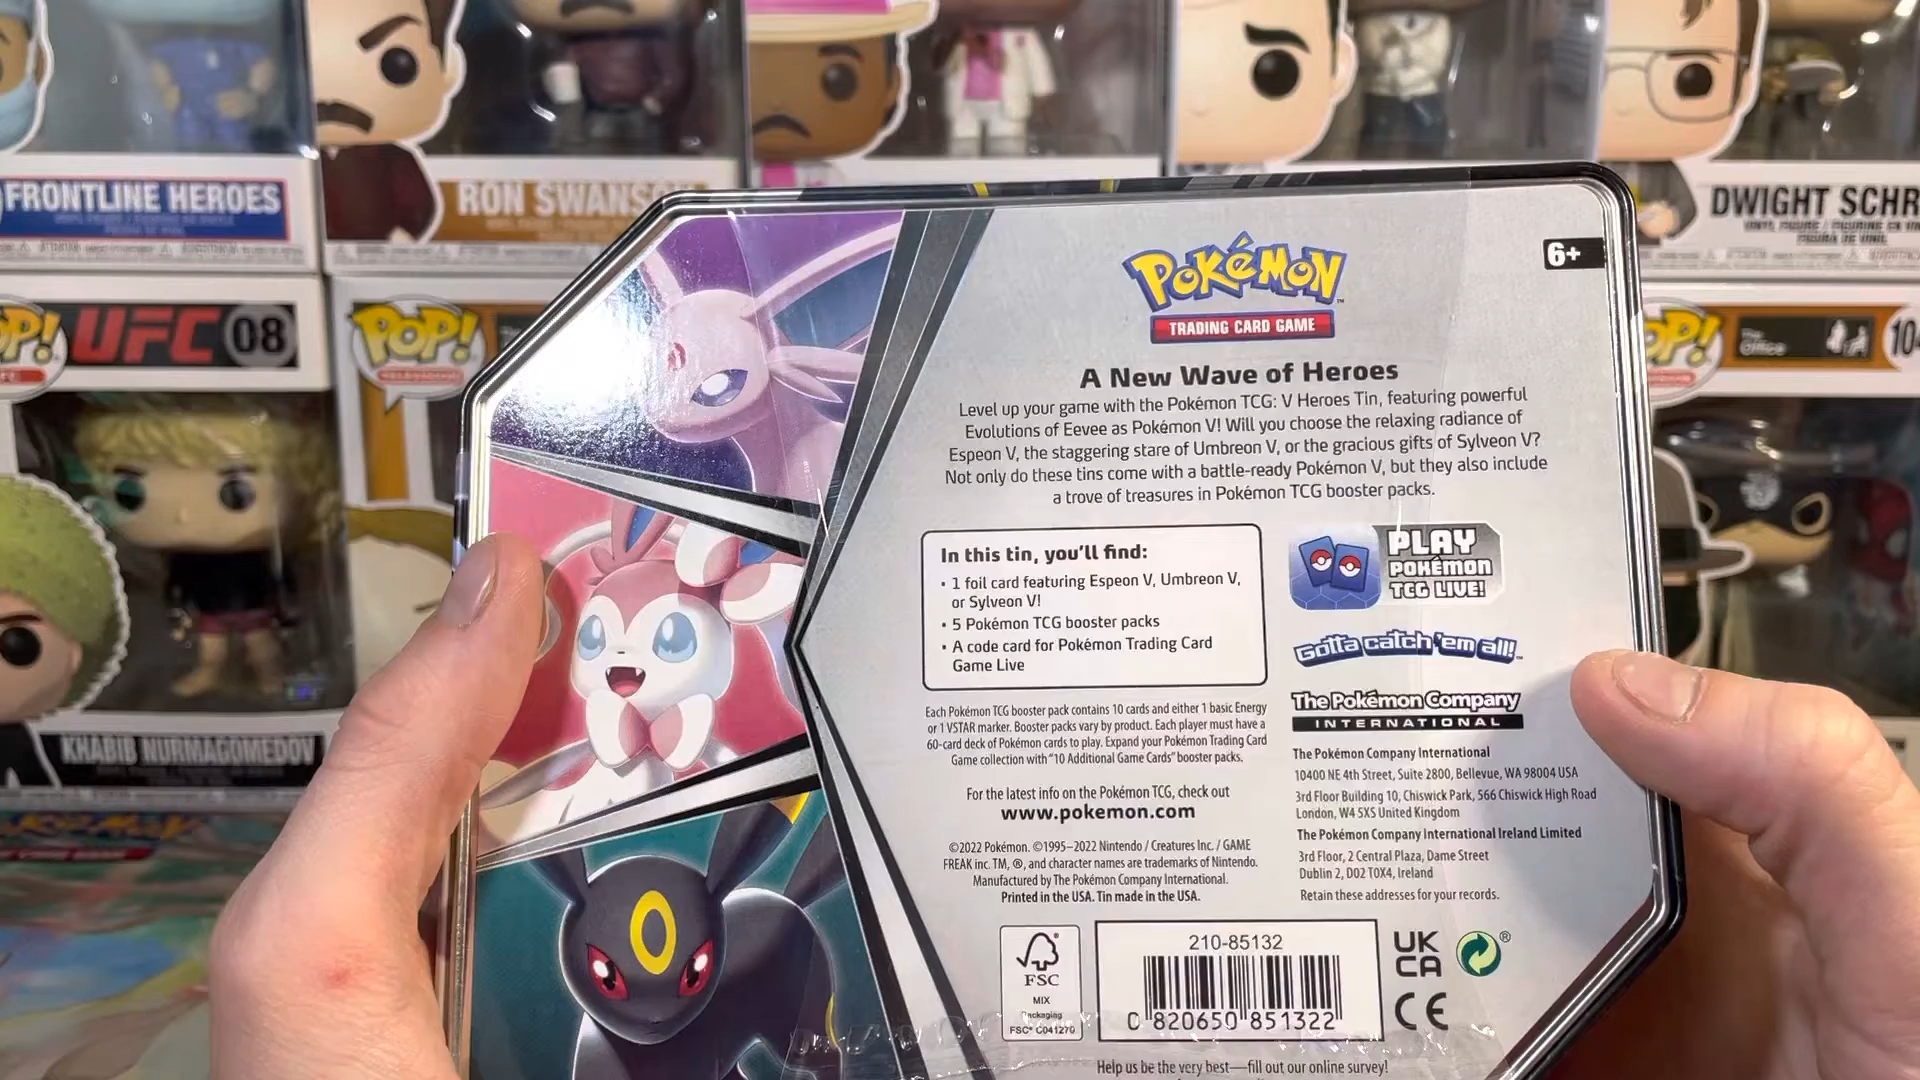 FRONTLINE HEROES
RON SWANSO
DWIGHT SCHR
POP!
UFC
08
POP!
The
POP!
The Office
10
KHABIB NURMAGOMEDOV
POKéMON
TRADING CARD GAME
6+
A New Wave of Heroes
Level up your game with the Pokémon TCG: V Heroes Tin, featuring powerful
Evolutions of Eevee as Pokémon V! Will you choose the relaxing radiance of
Espeon V, the staggering stare of Umbreon V, or the gracious gifts of Sylveon V?
Not only do these tins come with a battle-ready Pokémon V, but they also include
a trove of treasures in Pokémon TCG booster packs.
In this tin, you'll find:
• 1 foil card featuring Espeon V, Umbreon V,
or Sylveon V!
• 5 Pokémon TCG booster packs
• A code card for Pokémon Trading Card
Game Live
PLAY
POKéMON
TCG LIVE!
Gotta catch 'em all!™
The Pokémon Company
INTERNATIONAL
Each Pokémon TCG booster pack contains 10 cards and either 1 basic Energy
or 1 VSTAR marker. Booster packs vary by product. Each player must have a
60-card deck of Pokémon cards to play. Expand your Pokémon Trading Card
Game collection with "10 Additional Game Cards" booster packs.
For the latest info on the Pokémon TCG, check out
www.pokemon.com
©2022 Pokémon. ©1995–2022 Nintendo / Creatures Inc. / GAME
FREAK inc. TM, ®, and character names are trademarks of Nintendo.
Manufactured by The Pokémon Company International.
Printed in the USA. Tin made in the USA.
The Pokémon Company International
10400 NE 4th Street, Suite 2800, Bellevue, WA 98004 USA
3rd Floor Building 10, Chiswick Park, 566 Chiswick High Road
London, W4 5XS United Kingdom
The Pokémon Company International Ireland Limited
3rd Floor, 2 Central Plaza, Dame Street
Dublin 2, D02 T0X4, Ireland
Retain these addresses for your records.
FSC
MIX
Packaging
FSC® C041270
210-85132
0 820650 851322
UK
CA
®
CE
Help us be the very best—fill out our online survey!